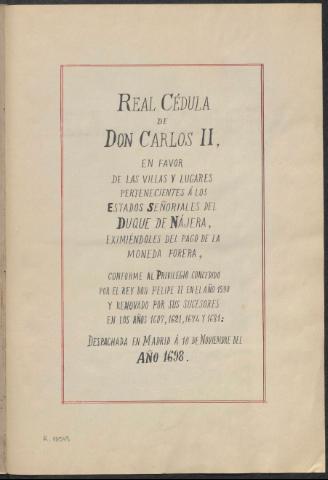 REAL CÉDULA
DE
DON CARLOS II,
EN FAVOR
DE LAS VILLAS Y LUGARES
PERTENECIENTES Á LOS
ESTADOS SEÑORIALES DEL
DUQUE DE NÁJERA,
EXIMIÉNDOLES DEL PAGO DE LA
MONEDA FORERA,
CONFORME AL PRIVILEGIO CONCEDIDO
POR EL REY DON FELIPE II EN EL AÑO 1590
Y RENOVADO POR SUS SUCESORES
EN LOS AÑOS 1607, 1621, 1674 Y 1681:
DESPACHADA EN MADRID Á 10 DE NOVIEMBRE DEL
AÑO 1698.